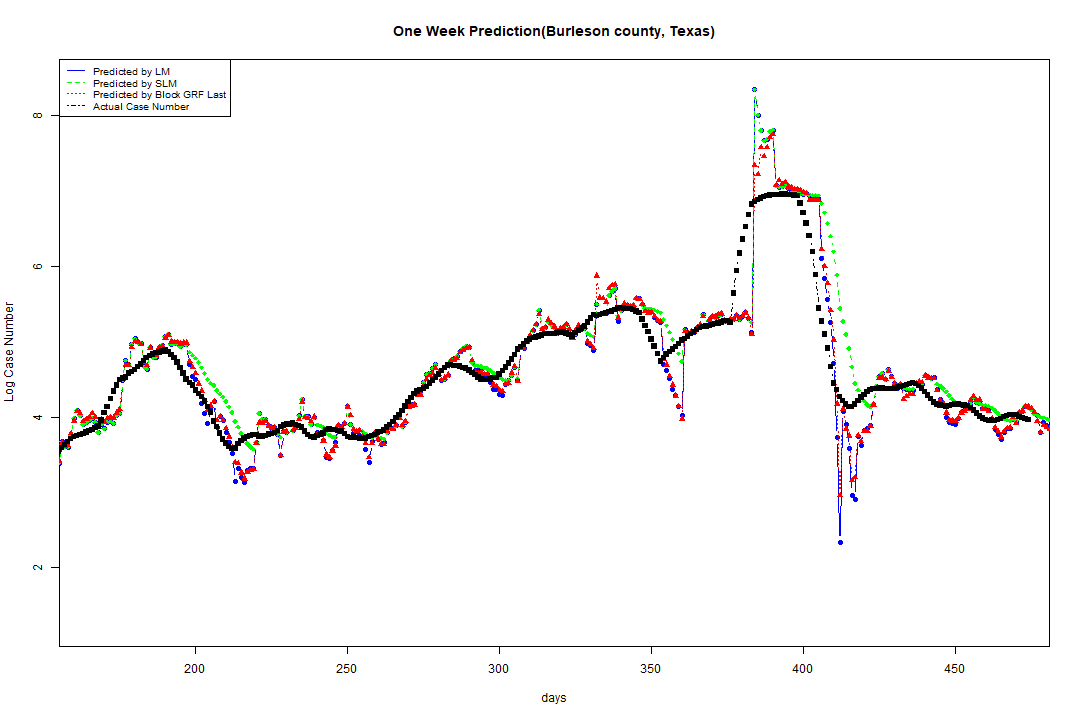 One Week Prediction(Burleson county, Texas)
Predicted by LM
Predicted by SLM
Predicted by Block GRF Last
Actual Case Number
8
6
4
2
Log Case Number
200 250 300 350 400 450
days